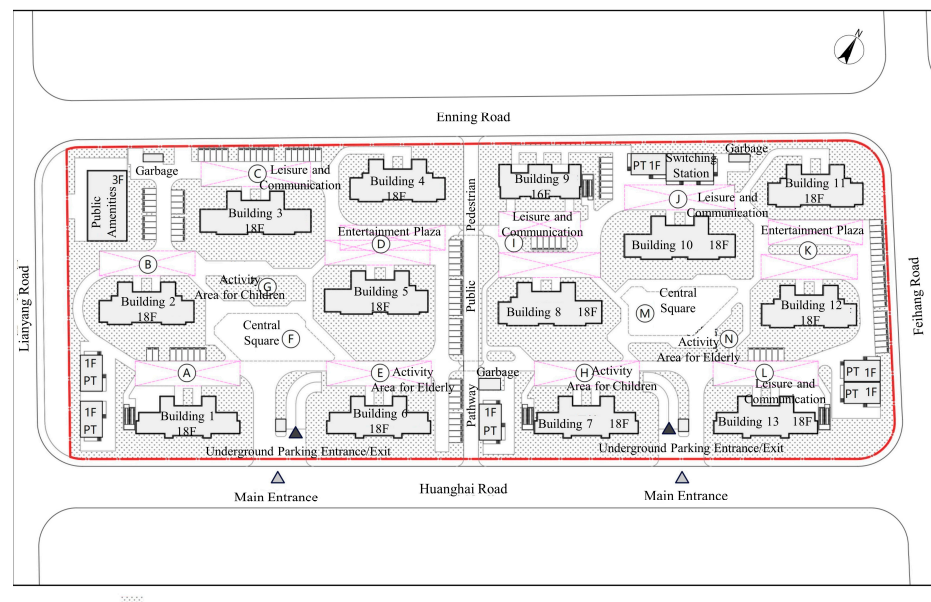 N
Enning Road
Garbage
C
Leisure and
Communication
Building 4
18F
3F
Public
Amenities
Building 3
18F
B
Entertainment Plaza
D
Activity
G
Area for Children
Building 2
18F
Building 5
18F
Central
Square
F
Lianyang Road
1F
PT
1F
PT
A
E
Activity
Area for Elderly
Building 1
18F
Building 6
18F
Underground Parking Entrance/Exit
Main Entrance
Pedestrian
Public
Pathway
Building 9
16F
PT 1F
Switching
Station
Garbage
Building 11
18F
J
Leisure and
Communication
Leisure and
Communication
I
Building 10 18F
Entertainment Plaza
K
Building 8 18F
Central
Square
M
Building 12
18F
N
Activity
Area for Elderly
Feihang Road
Garbage
1F
PT
H
Activity
Area for Children
L
Leisure and
Communication
PT 1F
PT 1F
Building 7 18F
Building 13 18F
Underground Parking Entrance/Exit
Main Entrance
Huanghai Road